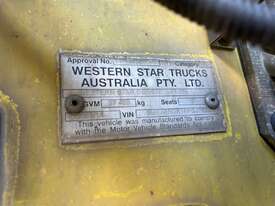 Approval No. Category
WESTERN STAR TRUCKS
AUSTRALIA PTY. LTD.
GVM kg Seats
VIN
This vehicle was manufactured to comply
with the Motor Vehicle Standards Act